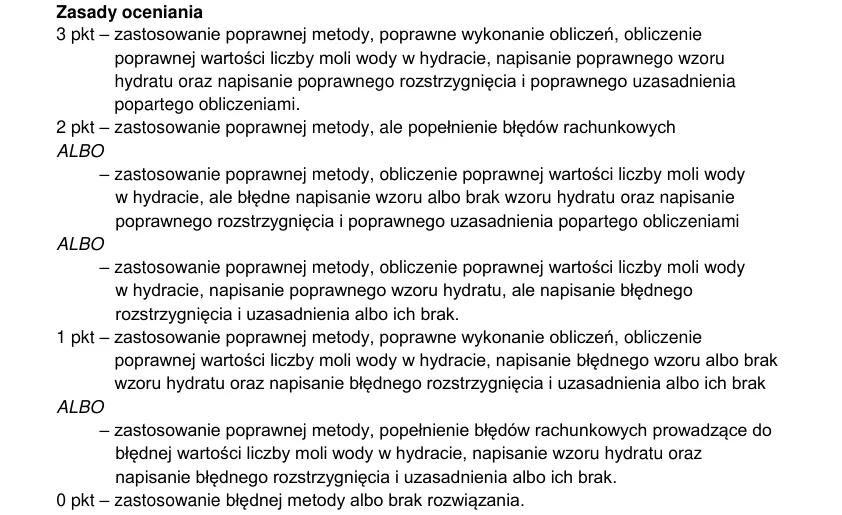 Zasady oceniania
3 pkt – zastosowanie poprawnej metody, poprawne wykonanie obliczeń, obliczenie
poprawnej wartości liczby moli wody w hydracie, napisanie poprawnego wzoru
hydratu oraz napisanie poprawnego rozstrzygnięcia i poprawnego uzasadnienia
popartego obliczeniami.
2 pkt – zastosowanie poprawnej metody, ale popełnienie błędów rachunkowych
ALBO
– zastosowanie poprawnej metody, obliczenie poprawnej wartości liczby moli wody
w hydracie, ale błędne napisanie wzoru albo brak wzoru hydratu oraz napisanie
poprawnego rozstrzygnięcia i poprawnego uzasadnienia popartego obliczeniami
ALBO
– zastosowanie poprawnej metody, obliczenie poprawnej wartości liczby moli wody
w hydracie, napisanie poprawnego wzoru hydratu, ale napisanie błędnego
rozstrzygnięcia i uzasadnienia albo ich brak.
1 pkt – zastosowanie poprawnej metody, poprawne wykonanie obliczeń, obliczenie
poprawnej wartości liczby moli wody w hydracie, napisanie błędnego wzoru albo brak
wzoru hydratu oraz napisanie błędnego rozstrzygnięcia i uzasadnienia albo ich brak
ALBO
– zastosowanie poprawnej metody, popełnienie błędów rachunkowych prowadzące do
błędnej wartości liczby moli wody w hydracie, napisanie wzoru hydratu oraz
napisanie błędnego rozstrzygnięcia i uzasadnienia albo ich brak.
0 pkt – zastosowanie błędnej metody albo brak rozwiązania.